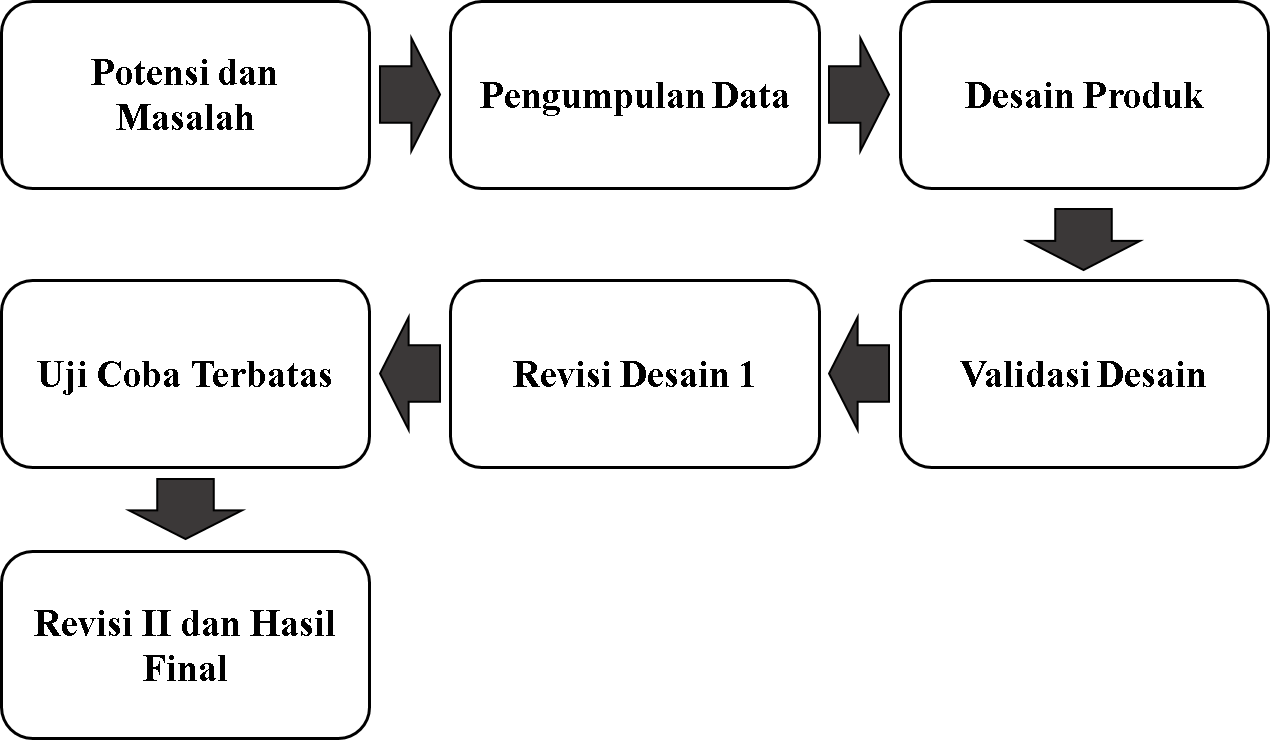 Potensi dan
Masalah
Pengumpulan Data
Desain Produk
Validasi Desain
Revisi Desain 1
Uji Coba Terbatas
Revisi II dan Hasil
Final